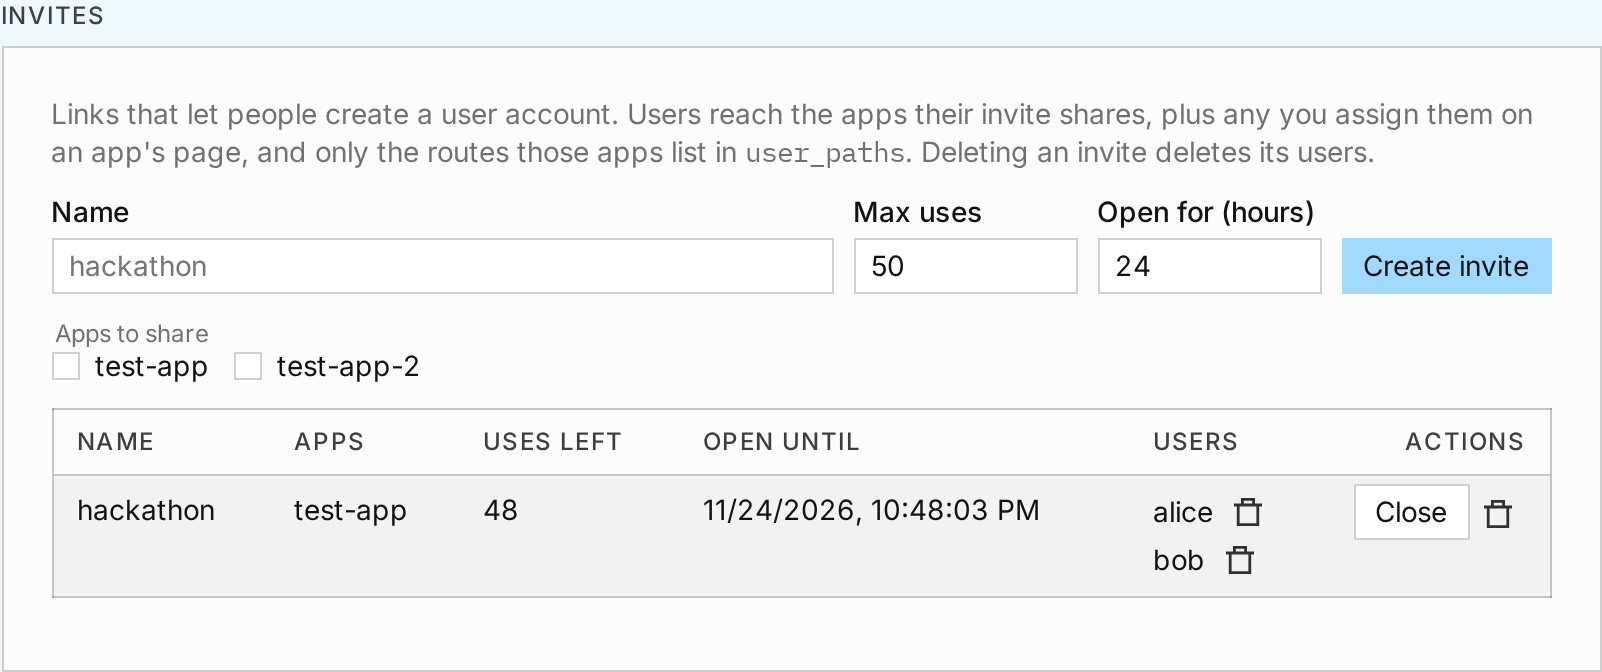 INVITES
Links that let people create a user account. Users reach the apps their invite shares, plus any you assign them on
an app's page, and only the routes those apps list in user_paths. Deleting an invite deletes its users.
Name Max uses Open for (hours)
hackathon 50 24 Create invite
Apps to share
test-app test-app-2
NAME APPS USES LEFT OPEN UNTIL USERS ACTIONS
hackathon test-app 48 11/24/2026, 10:48:03 PM alice Close
bob